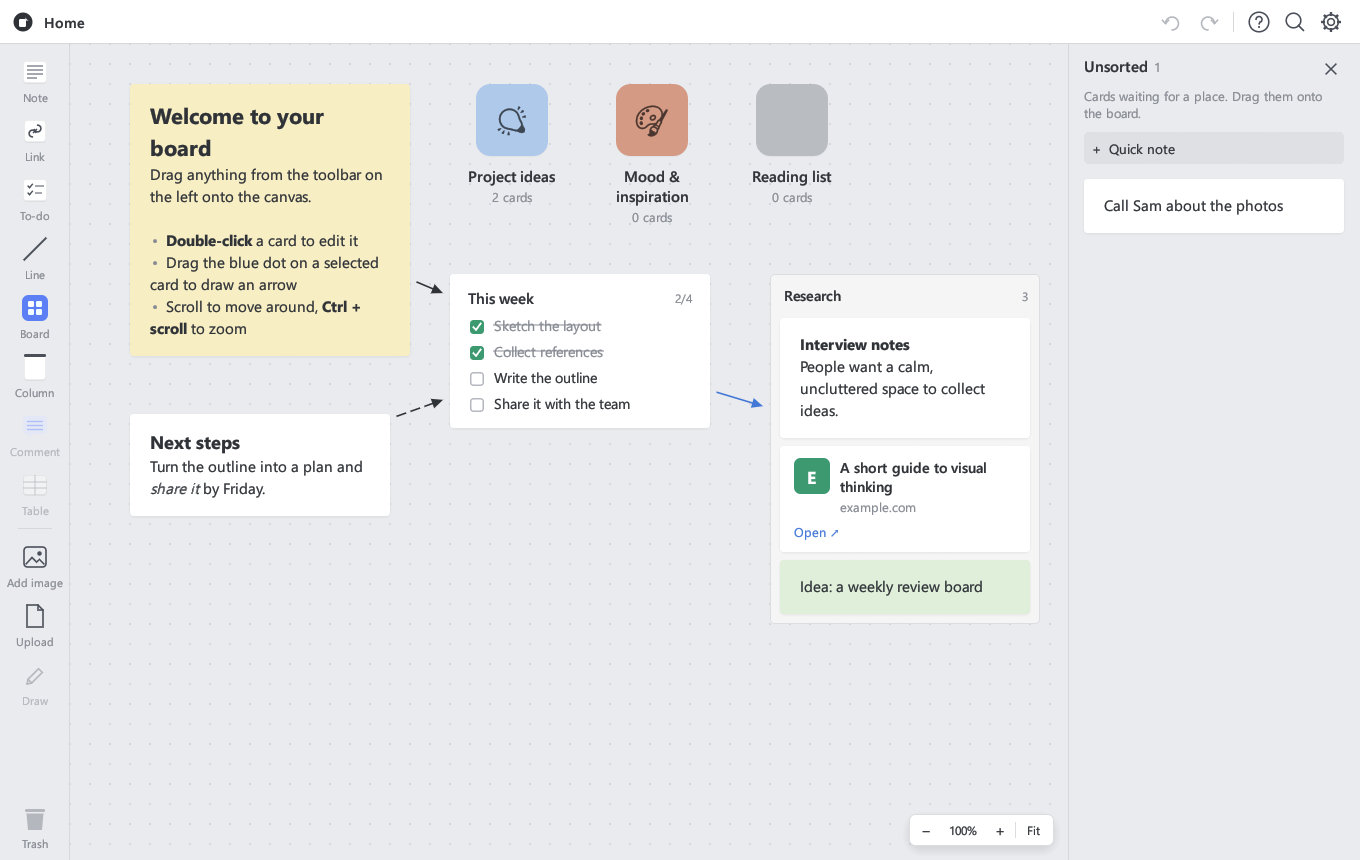 Home
Note
Link
To-do
Line
Board
Column
Comment
Table
Add image
Upload
Draw
Trash
Welcome to your
board
Drag anything from the toolbar on
the left onto the canvas.
• Double-click a card to edit it
• Drag the blue dot on a selected
card to draw an arrow
• Scroll to move around, Ctrl +
scroll to zoom
Next steps
Turn the outline into a plan and
share it by Friday.
Project ideas
2 cards
Mood &
inspiration
0 cards
Reading list
0 cards
This week 2/4
Sketch the layout
Collect references
Write the outline
Share it with the team
Research 3
Interview notes
People want a calm,
uncluttered space to collect
ideas.
E
A short guide to visual
thinking
example.com
Open ↗
Idea: a weekly review board
− 100% + Fit
Unsorted 1
Cards waiting for a place. Drag them onto
the board.
+ Quick note
Call Sam about the photos